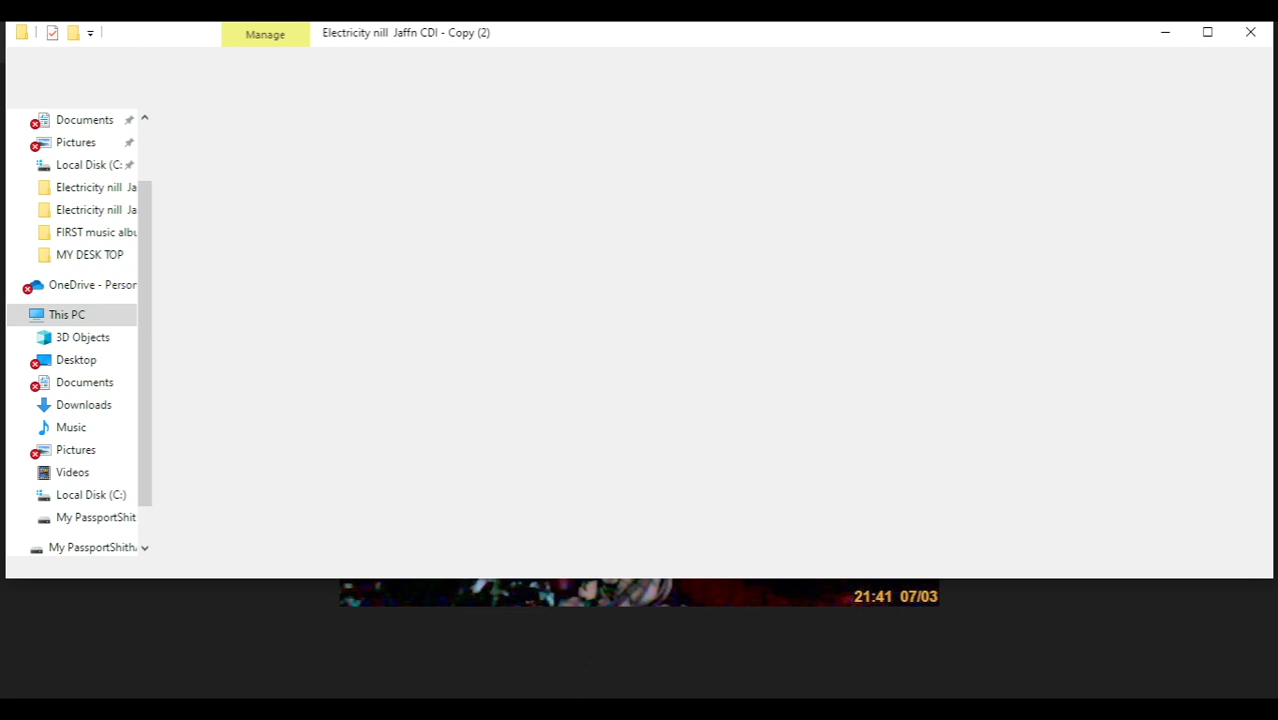 Manage
Electricity nill Jaffn CDI - Copy (2)
Documents
Pictures
Local Disk (C:
Electricity nill Ja
Electricity nill Ja
FIRST music albu
MY DESK TOP
OneDrive - Person
This PC
3D Objects
Desktop
Documents
Downloads
Music
Pictures
Videos
Local Disk (C:)
My PassportShit
My PassportShith
21:41 07/03